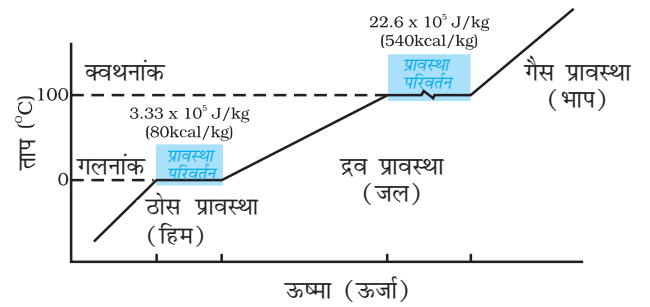 22.6 x 10⁵ J/kg
(540kcal/kg)
क्वथनांक
प्रावस्था
परिवर्तन
गैस प्रावस्था
(भाप)
100
3.33 x 10⁵ J/kg
(80kcal/kg)
ताप (°C)
गलनांक
प्रावस्था
परिवर्तन
द्रव प्रावस्था
(जल)
0
ठोस प्रावस्था
(हिम)
ऊष्मा (ऊर्जा)